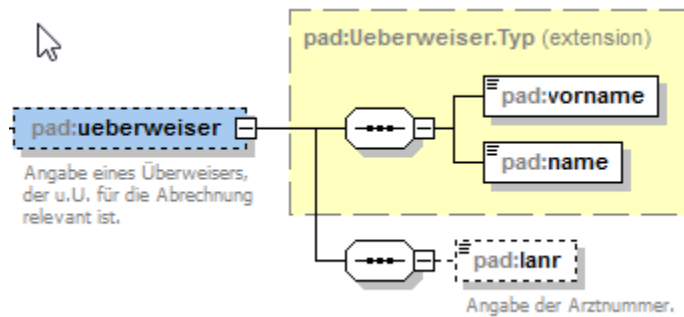 pad:Ueberweiser.Typ (extension)
pad:vorname
pad:ueberweiser
pad:name
Angabe eines Überweisers,
der u.U. für die Abrechnung
relevant ist.
pad:lanr
Angabe der Arztnummer.